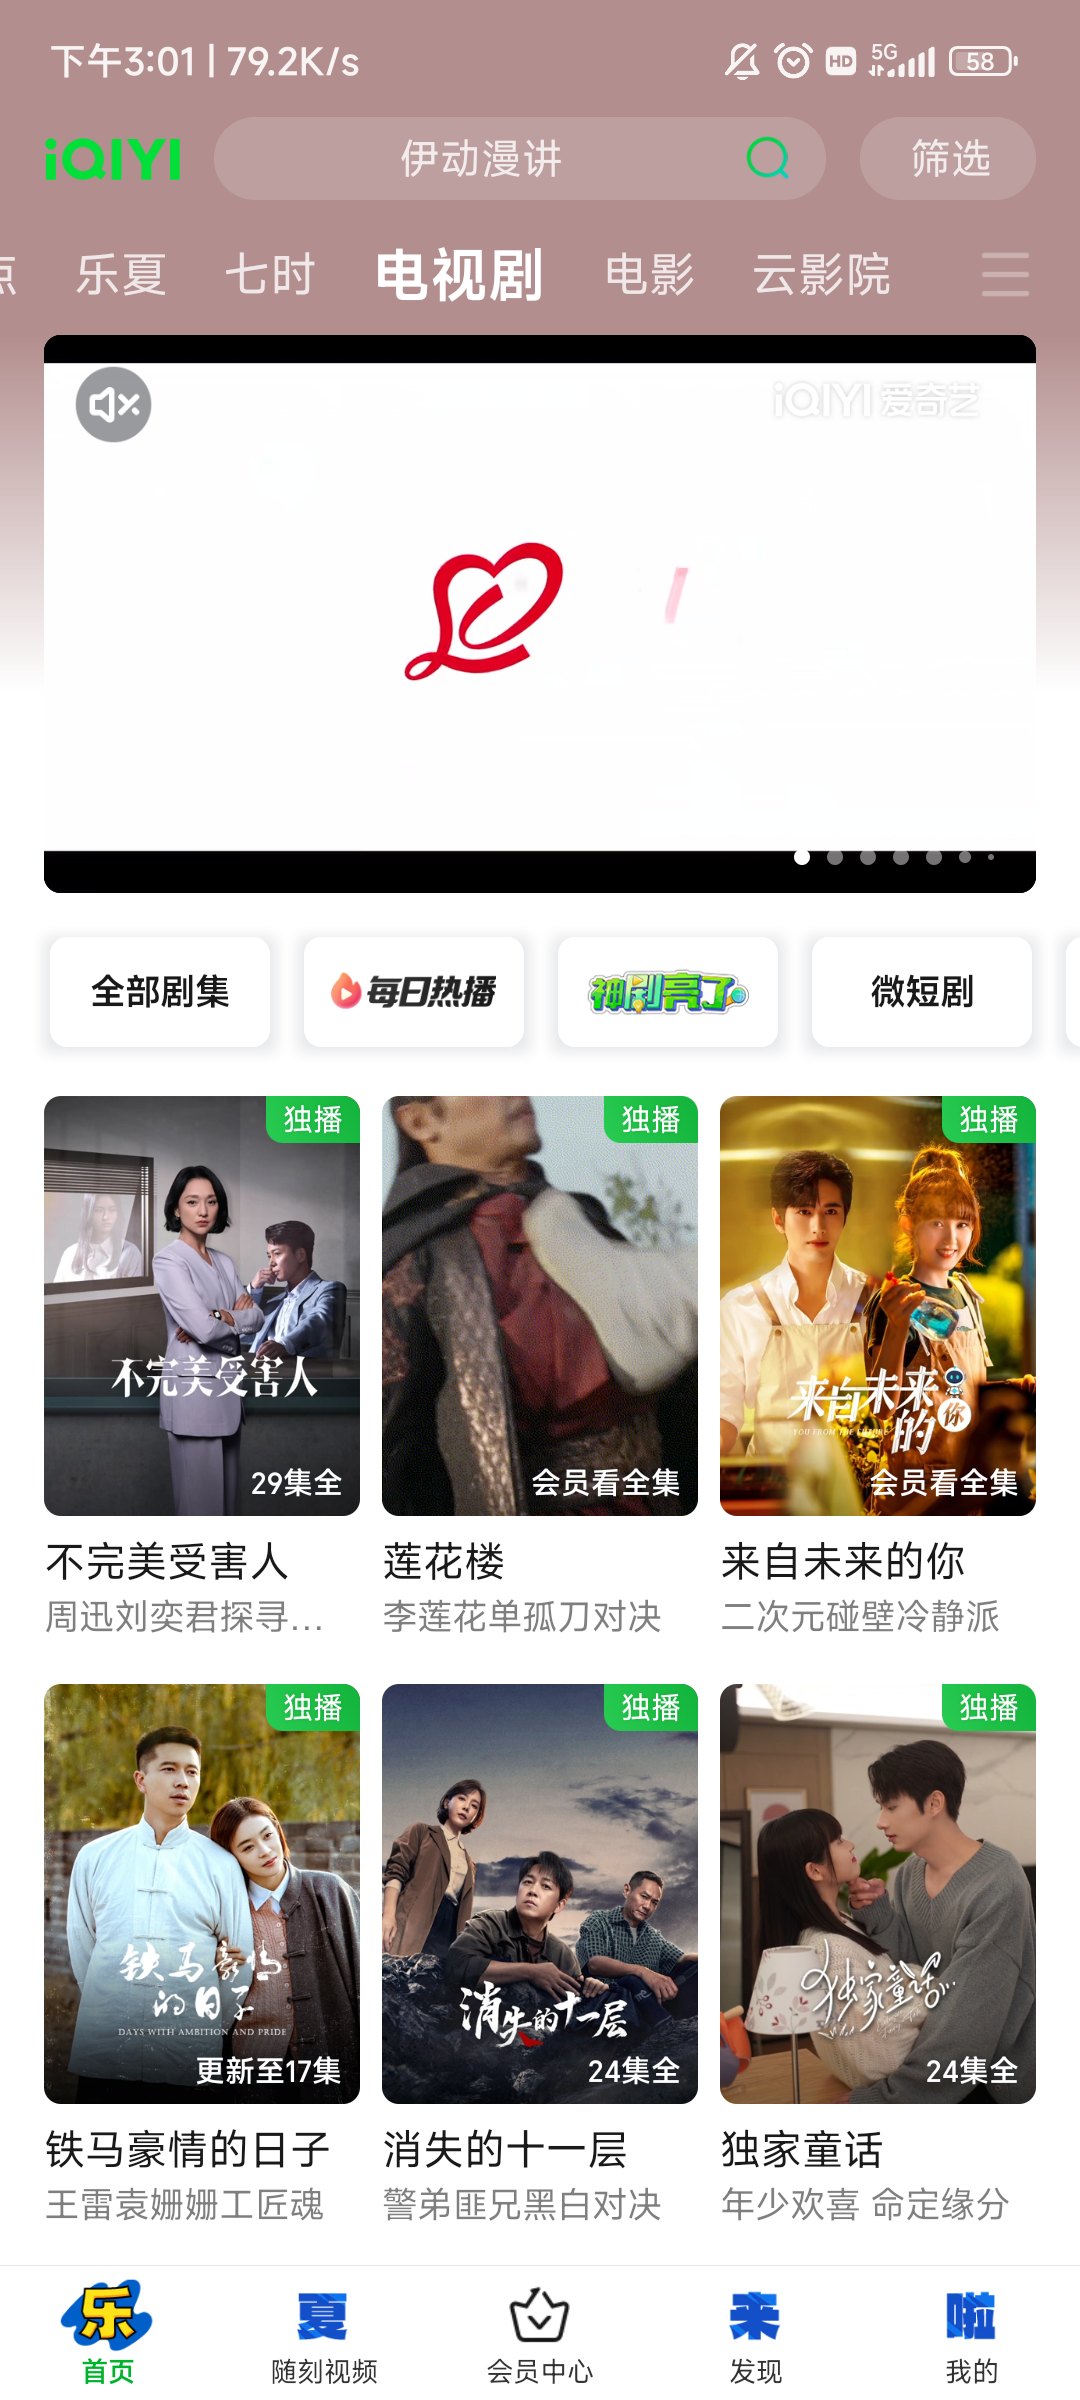 下午3:01 | 79.2K/s
HD 5G 58
iQIYI 伊动漫讲 筛选
点 乐夏 七时 电视剧 电影 云影院
iQIYI 爱奇艺
全部剧集 每日热播 神剧亮了 微短剧
独播 独播 独播
不完美受害人
来自未来的你
YOU FROM THE FUTURE
29集全 会员看全集 会员看全集
不完美受害人 莲花楼 来自未来的你
周迅刘奕君探寻... 李莲花单孤刀对决 二次元碰壁冷静派
独播 独播 独播
铁马豪情的日子
DAYS WITH AMBITION AND PRIDE
消失的十一层
独家童话
更新至17集 24集全 24集全
铁马豪情的日子 消失的十一层 独家童话
王雷袁姗姗工匠魂 警弟匪兄黑白对决 年少欢喜 命定缘分
乐 夏 来 啦
首页 随刻视频 会员中心 发现 我的